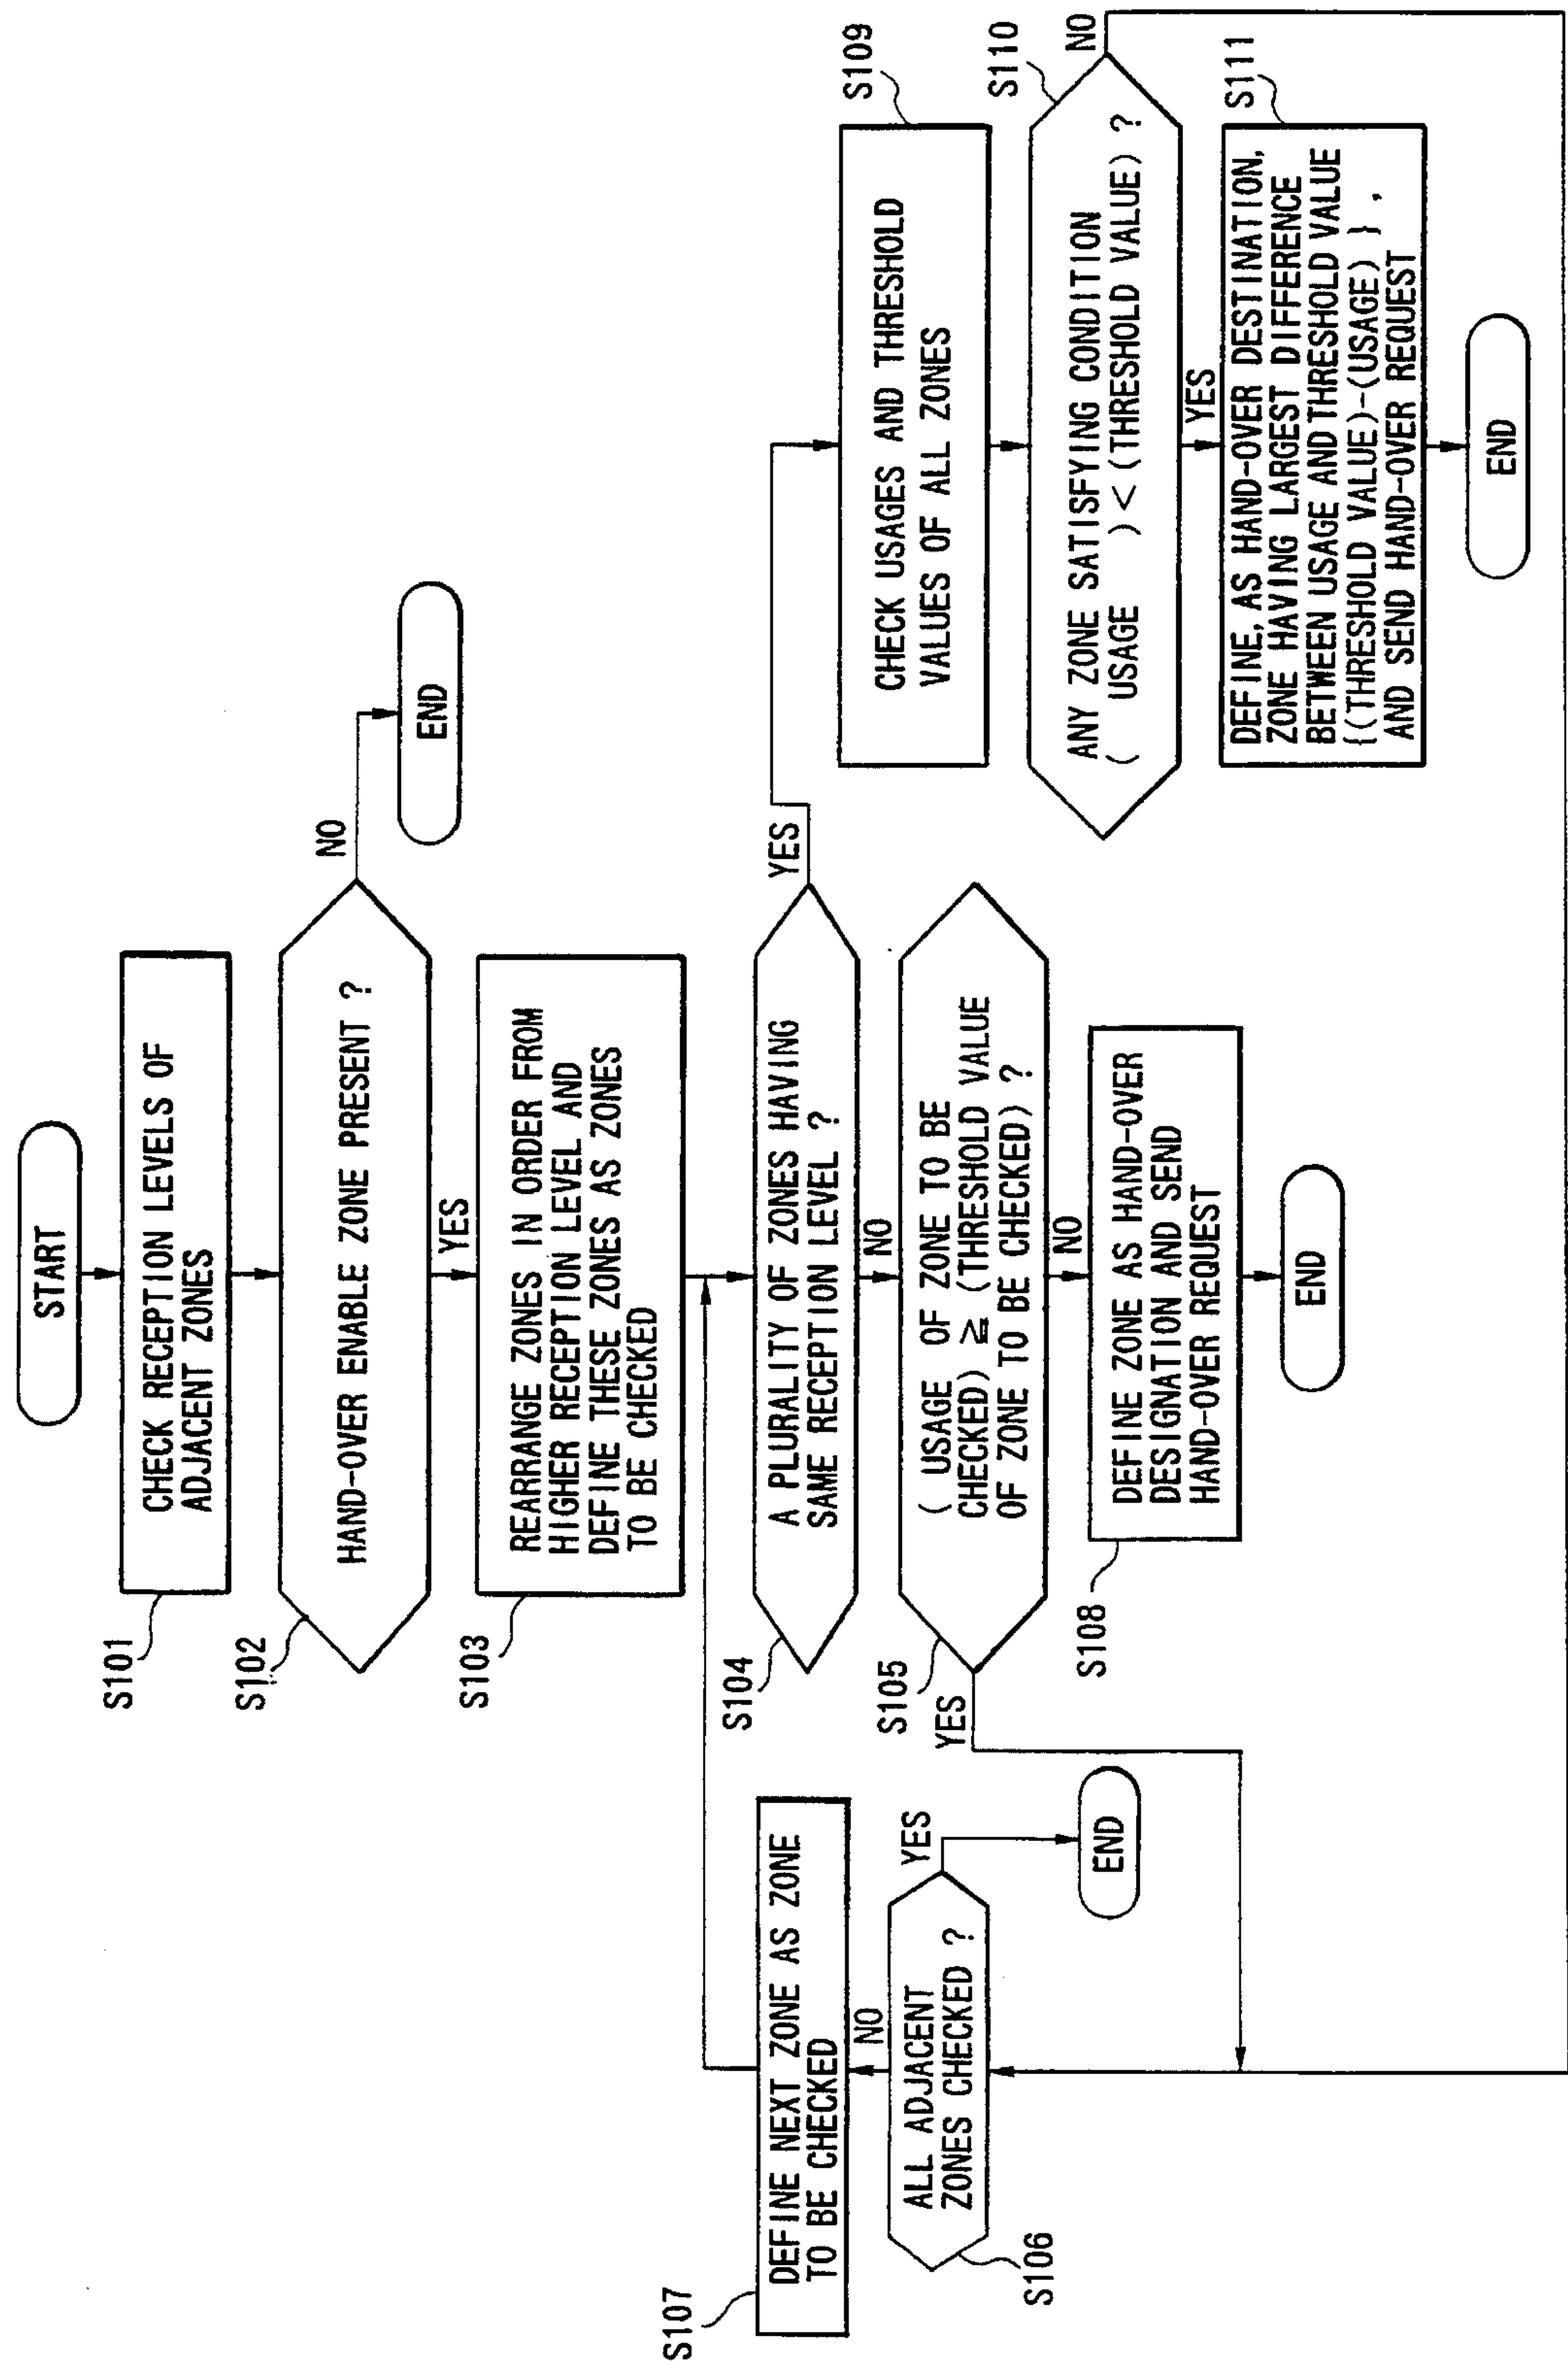 START
S101
CHECK RECEPTION LEVELS OF
ADJACENT ZONES
S102
HAND-OVER ENABLE ZONE PRESENT ?
NO
END
YES
S103
REARRANGE ZONES IN ORDER FROM
HIGHER RECEPTION LEVEL AND
DEFINE THESE ZONES AS ZONES
TO BE CHECKED
S104
A PLURALITY OF ZONES HAVING
SAME RECEPTION LEVEL ?
YES
NO
S105
( USAGE OF ZONE TO BE
CHECKED) ≧ (THRESHOLD VALUE
OF ZONE TO BE CHECKED) ?
YES
NO
S108
DEFINE ZONE AS HAND-OVER
DESIGNATION AND SEND
HAND-OVER REQUEST
END
S107
DEFINE NEXT ZONE AS ZONE
TO BE CHECKED
NO
S106
ALL ADJACENT
ZONES CHECKED ?
YES
END
S109
CHECK USAGES AND THRESHOLD
VALUES OF ALL ZONES
S110
ANY ZONE SATISFYING CONDITION
( USAGE ) < (THRESHOLD VALUE) ?
NO
YES
S111
DEFINE, AS HAND-OVER DESTINATION,
ZONE HAVING LARGEST DIFFERENCE
BETWEEN USAGE AND THRESHOLD VALUE
{(THRESHOLD VALUE)-(USAGE) } ,
AND SEND HAND-OVER REQUEST
END